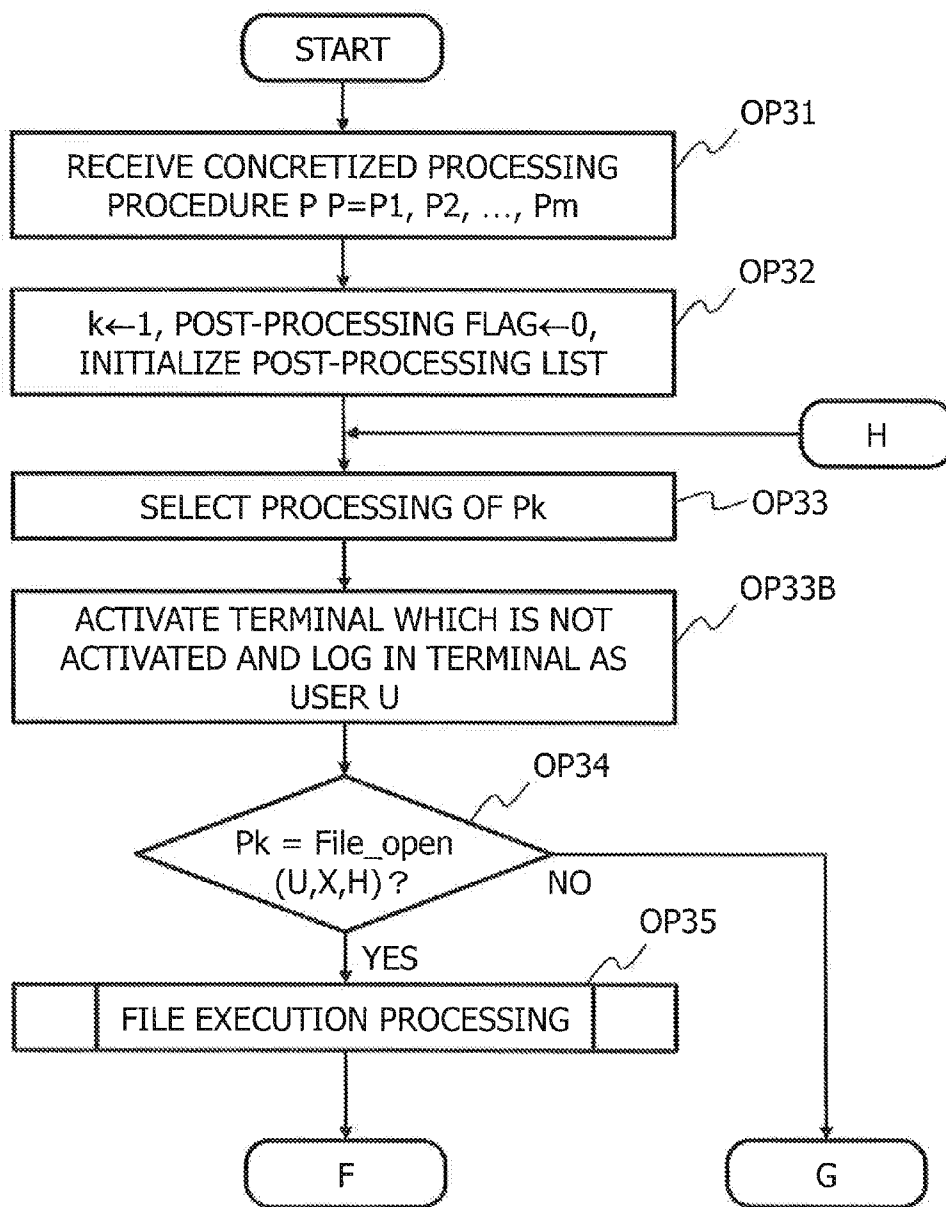 START
OP31
RECEIVE CONCRETIZED PROCESSING
PROCEDURE P P=P1, P2, ..., Pm
OP32
k←1, POST-PROCESSING FLAG←0,
INITIALIZE POST-PROCESSING LIST
H
SELECT PROCESSING OF Pk
OP33
OP33B
ACTIVATE TERMINAL WHICH IS NOT
ACTIVATED AND LOG IN TERMINAL AS
USER U
OP34
Pk = File_open
(U,X,H)?
NO
YES
OP35
FILE EXECUTION PROCESSING
F
G